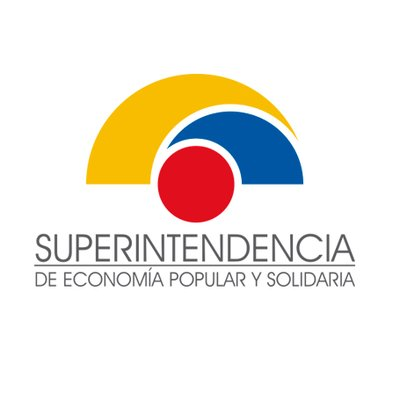 SUPERINTENDENCIA
DE ECONOMÍA POPULAR Y SOLIDARIA